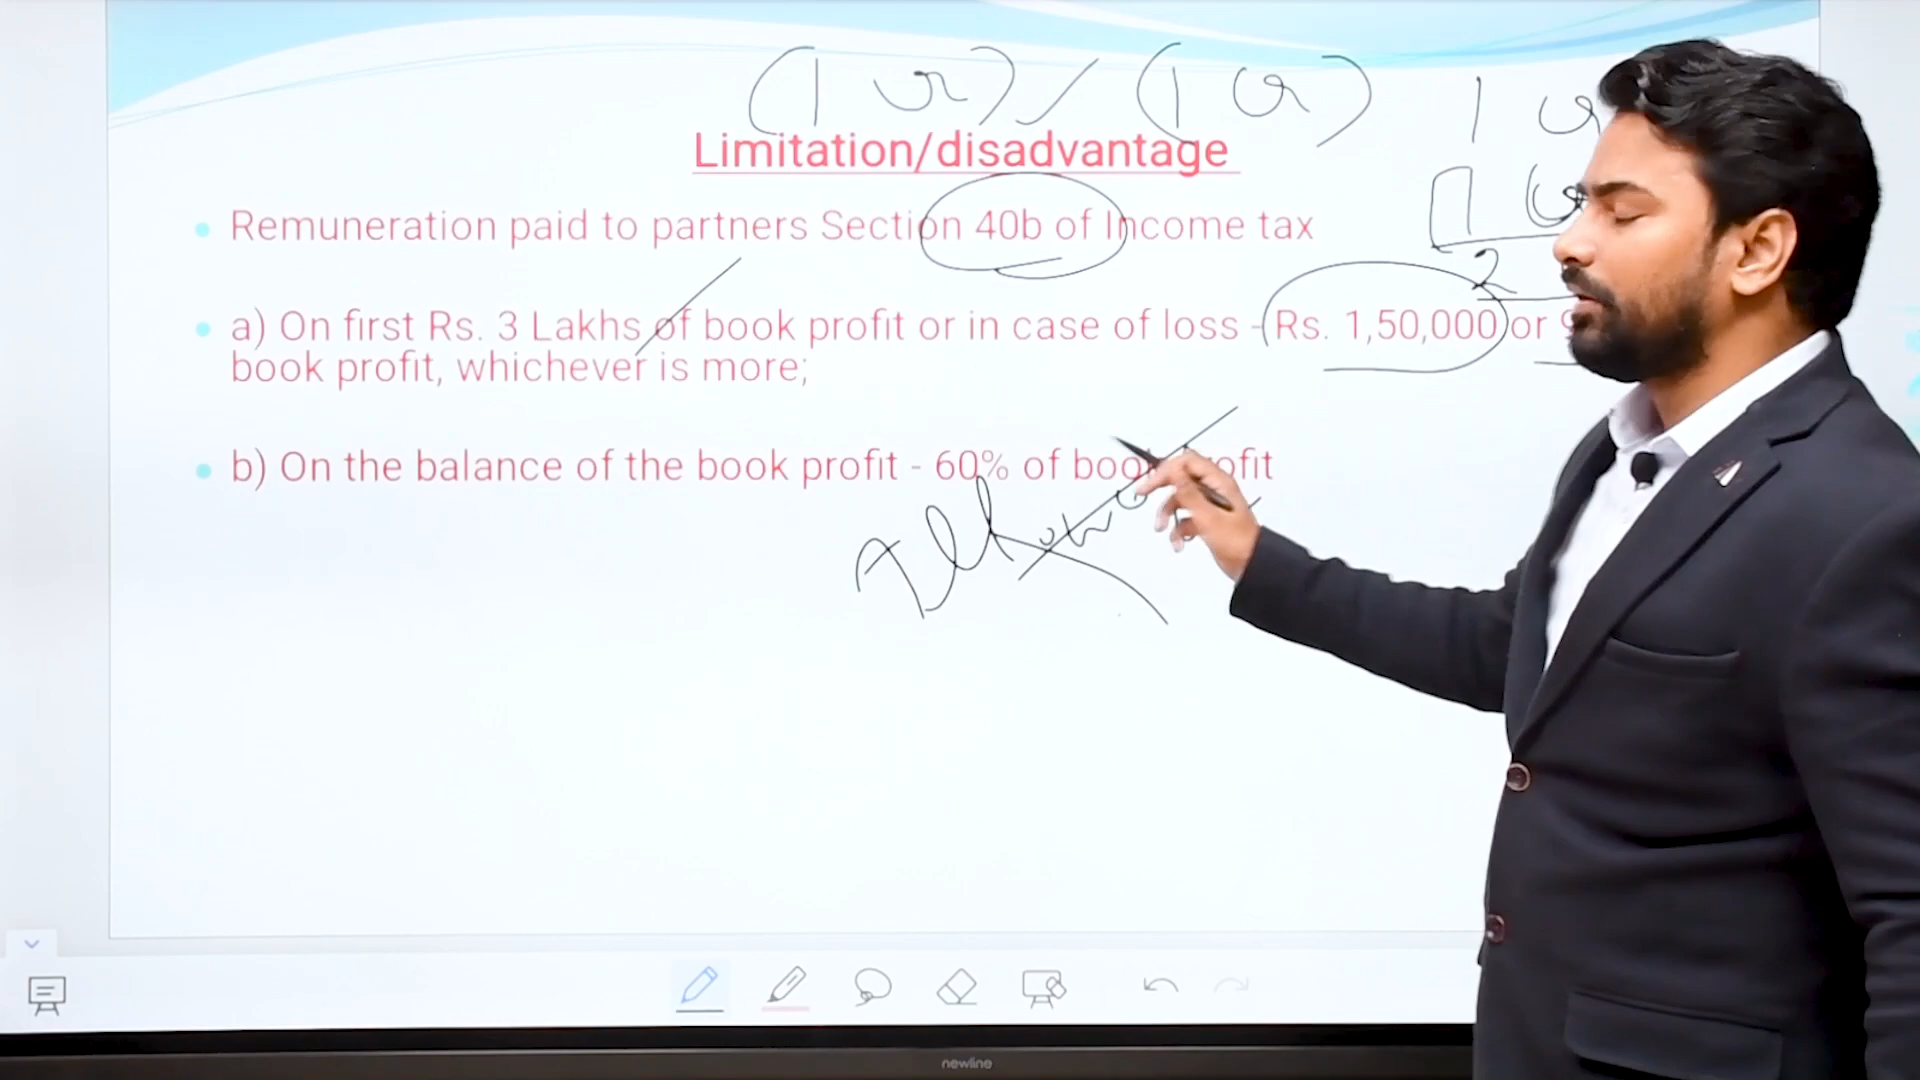 Limitation/disadvantage
Remuneration paid to partners Section 40b of Income tax
a) On first Rs. 3 Lakhs of book profit or in case of loss - Rs. 1,50,000 or
book profit, whichever is more;
b) On the balance of the book profit - 60% of book profit
newline